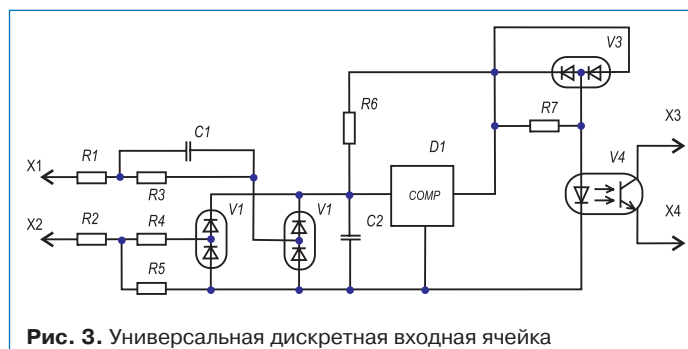 V3
R6
R7
X3
C1
D1
X1
R1
V4
R3
COMP
X2
R2
R4
V1
V1
C2
X4
R5
Рис. 3. Универсальная дискретная входная ячейка